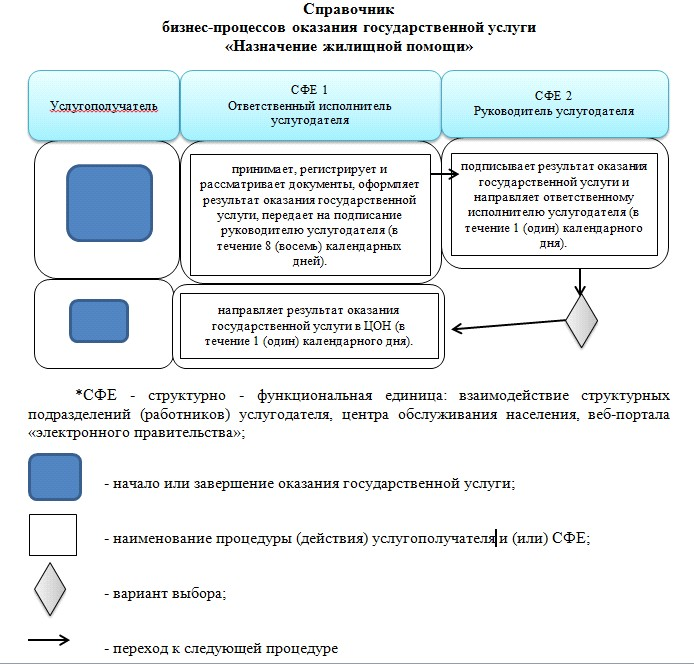 Справочник
бизнес-процессов оказания государственной услуги
«Назначение жилищной помощи»
Услугополучатель
СФЕ 1
Ответственный исполнитель
услугодателя
СФЕ 2
Руководитель услугодателя
принимает, регистрирует и
рассматривает документы, оформляет
результат оказания государственной
услуги, передает на подписание
руководителю услугодателя (в
течение 8 (восемь) календарных
дней).
подписывает результат оказания
государственной услуги и
направляет ответственному
исполнителю услугодателя (в
течение 1 (один) календарного
дня).
направляет результат оказания
государственной услуги в ЦОН (в
течение 1 (один) календарного дня).
*СФЕ - структурно - функциональная единица: взаимодействие структурных
подразделений (работников) услугодателя, центра обслуживания населения, веб-портала
«электронного правительства»;
- начало или завершение оказания государственной услуги;
- наименование процедуры (действия) услугополучателя и (или) СФЕ;
- вариант выбора;
- переход к следующей процедуре